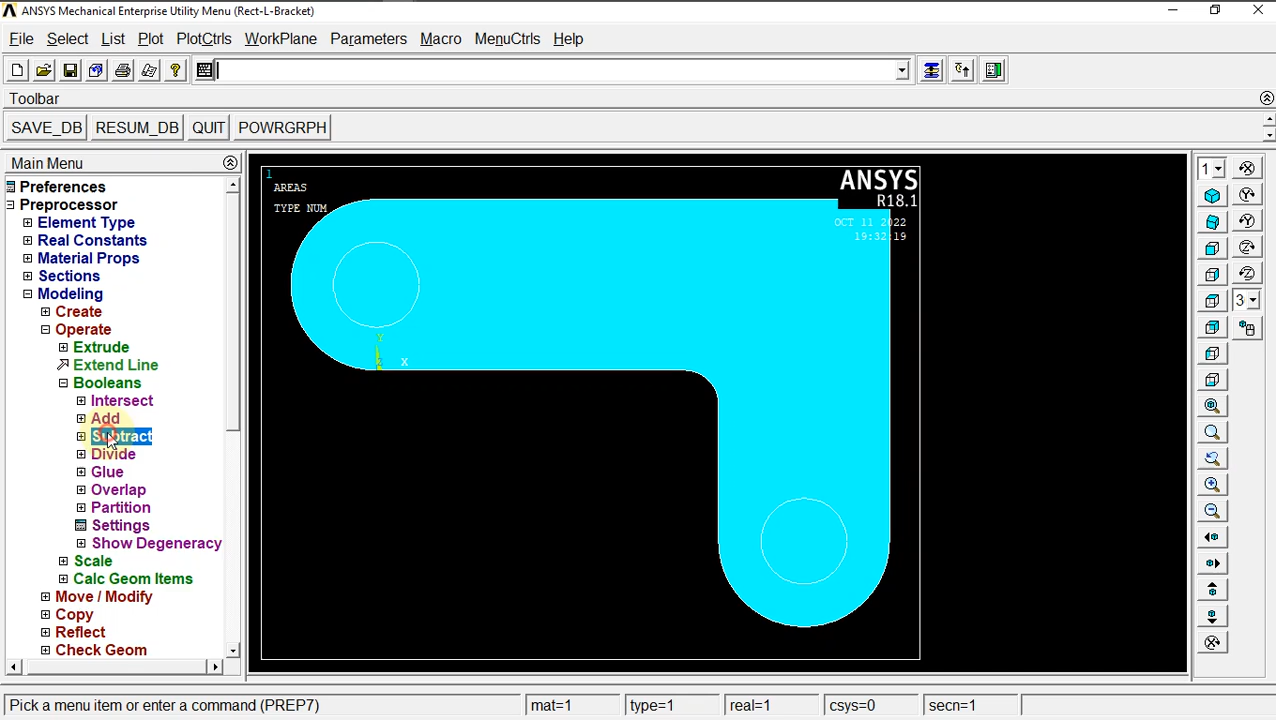 ANSYS Mechanical Enterprise Utility Menu (Rect-L-Bracket)
File Select List Plot PlotCtrls WorkPlane Parameters Macro MenuCtrls Help
Toolbar
SAVE_DB RESUM_DB QUIT POWRGRPH
Main Menu
Preferences
Preprocessor
Element Type
Real Constants
Material Props
Sections
Modeling
Create
Operate
Extrude
Extend Line
Booleans
Intersect
Add
Subtract
Divide
Glue
Overlap
Partition
Settings
Show Degeneracy
Scale
Calc Geom Items
Move / Modify
Copy
Reflect
Check Geom
1
AREAS
TYPE NUM
ANSYS
R18.1
OCT 11 2022
19:32:19
Y
X
1
3
Pick a menu item or enter a command (PREP7) mat=1 type=1 real=1 csys=0 secn=1